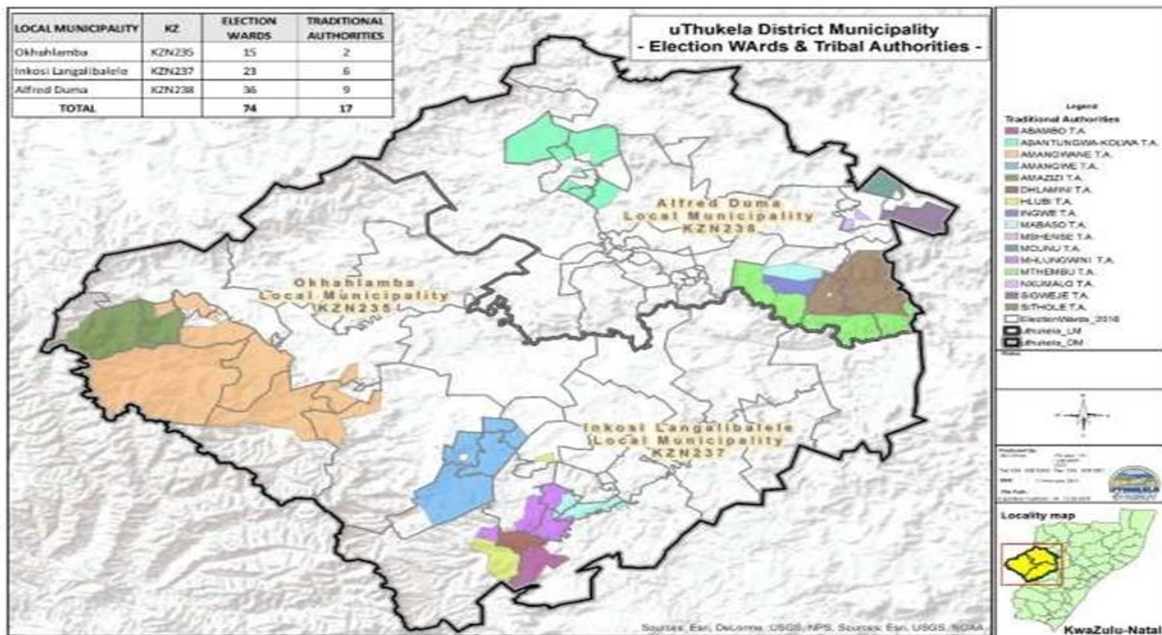 LOCAL MUNICIPALITY KZ ELECTION WARDS TRADITIONAL AUTHORITIES
Okhahlamba KZN235 15 2
Inkosi Langalibalele KZN237 23 6
Alfred Duma KZN238 36 9
TOTAL 74 17
uThukela District Municipality
- Election WArds & Tribal Authorities -
Alfred Duma
Local Municipality
KZN238
Okhahlamba
Local Municipality
KZN235
Inkosi Langalibalele
Local Municipality
KZN237
Sources: Esri, DeLorme, USGS, NPS, Sources: Esri, USGS, NOAA
Legend
Traditional Authorities
ABAMBO T.A.
ABANTUNGWA-KOLWA T.A.
AMANGWANE T.A.
AMANGWE T.A.
AMAZIZI T.A.
DHLAMINI T.A.
HLUBI T.A.
INGWE T.A.
MABASO T.A.
T.A.
MCHUNU T.A.
MHLUNGWINI T.A.
MTHEMBU T.A.
NXUMALO T.A.
SIGWEJE T.A.
SITHOLE T.A.
ElectionWards_2016
uthukela_LM
uthukela_DM
Locality map
KwaZulu-Natal